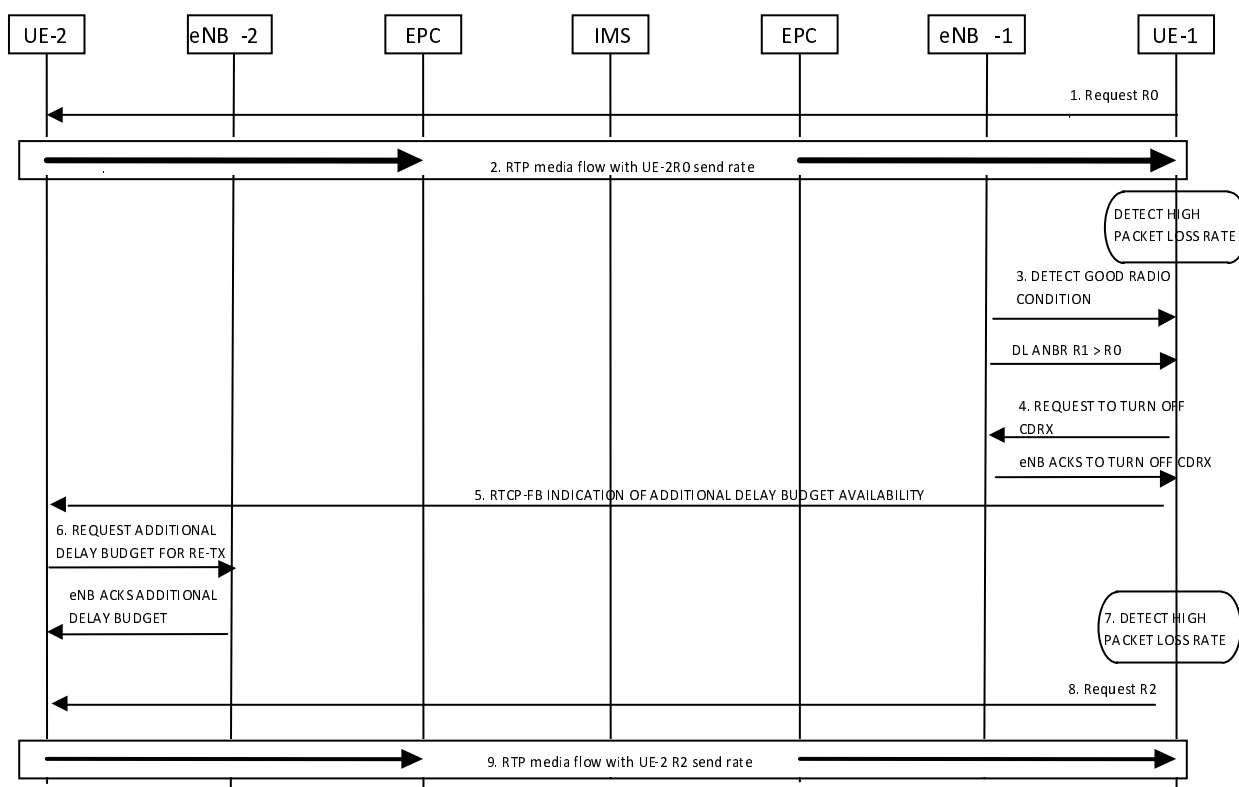 UE-2
eNB -2
EPC
IMS
EPC
eNB -1
UE-1
1. Request R0
2. RTP media flow with UE-2R0 send rate
DETECT HIGH
PACKET LOSS RATE
3. DETECT GOOD RADIO
CONDITION
DL ANBR R1 > R0
4. REQUEST TO TURN OFF
CDRX
eNB ACKS TO TURN OFF CDRX
5. RTCP-FB INDICATION OF ADDITIONAL DELAY BUDGET AVAILABILITY
6. REQUEST ADDITIONAL
DELAY BUDGET FOR RE-TX
eNB ACKS ADDITIONAL
DELAY BUDGET
7. DETECT HIGH
PACKET LOSS RATE
8. Request R2
9. RTP media flow with UE-2 R2 send rate